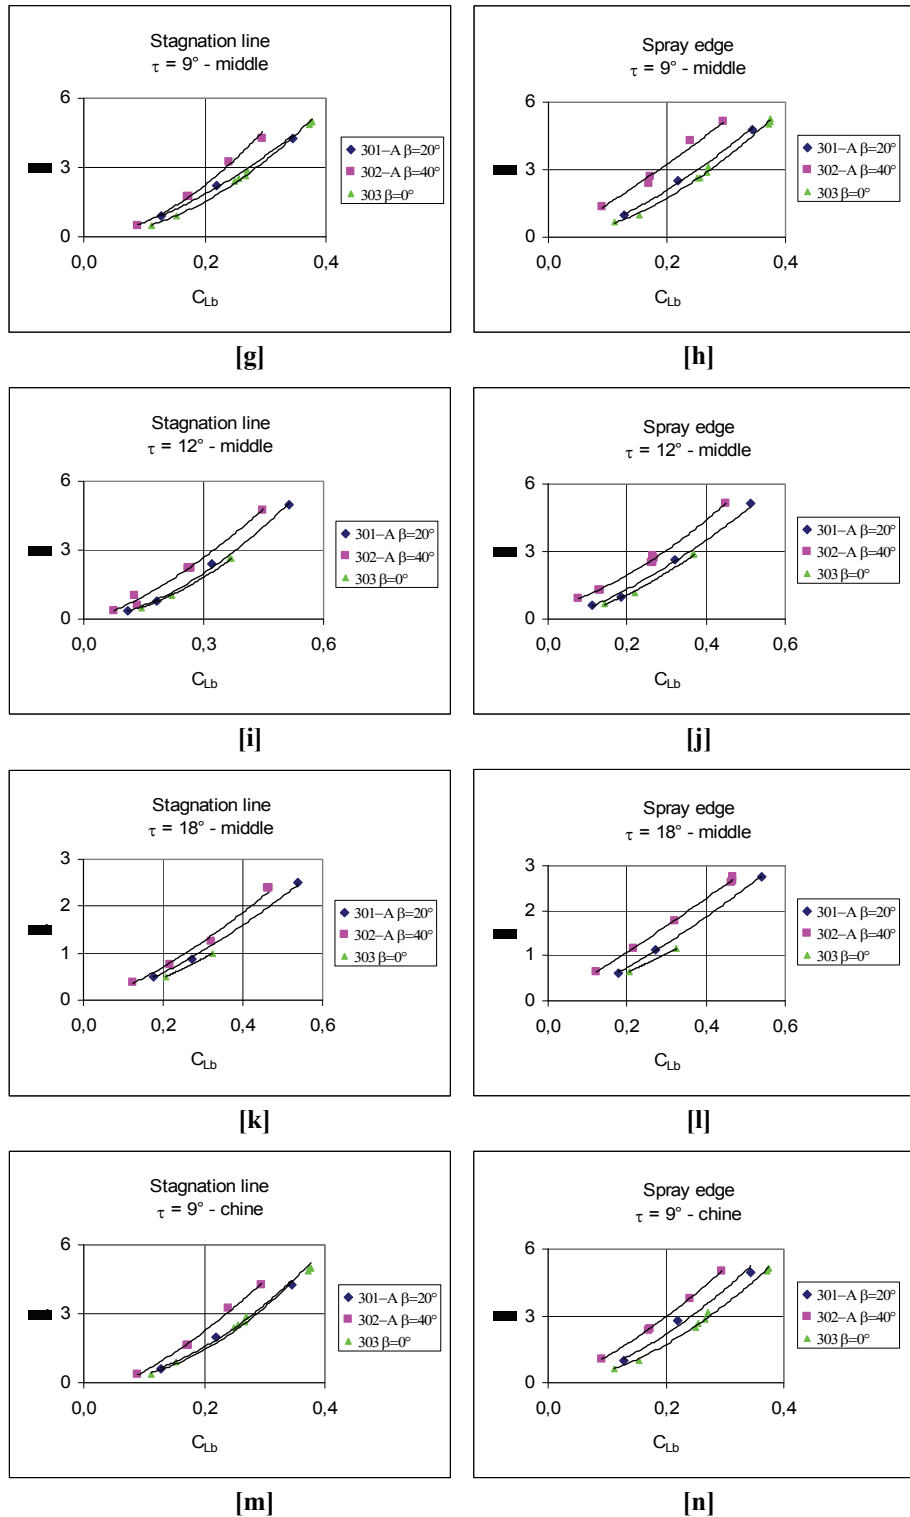 Stagnation line
τ = 9° - middle
6
3
0
0,0 0,2 0,4
C_Lb
301–A β=20°
302–A β=40°
303 β=0°
[g]
Spray edge
τ = 9° - middle
6
3
0
0,0 0,2 0,4
C_Lb
301–A β=20°
302–A β=40°
303 β=0°
[h]
Stagnation line
τ = 12° - middle
6
3
0
0,0 0,3 0,6
C_Lb
301–A β=20°
302–A β=40°
303 β=0°
[i]
Spray edge
τ = 12° - middle
6
3
0
0,0 0,2 0,4 0,6
C_Lb
301–A β=20°
302–A β=40°
303 β=0°
[j]
Stagnation line
τ = 18° - middle
3
2
1
0
0,0 0,2 0,4 0,6
C_Lb
301–A β=20°
302–A β=40°
303 β=0°
[k]
Spray edge
τ = 18° - middle
3
2
1
0
0,0 0,2 0,4 0,6
C_Lb
301–A β=20°
302–A β=40°
303 β=0°
[l]
Stagnation line
τ = 9° - chine
6
3
0
0,0 0,2 0,4
C_Lb
301–A β=20°
302–A β=40°
303 β=0°
[m]
Spray edge
τ = 9° - chine
6
3
0
0,0 0,2 0,4
C_Lb
301–A β=20°
302–A β=40°
303 β=0°
[n]